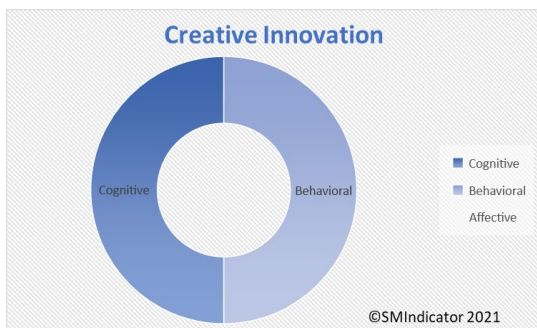 Creative Innovation
Cognitive
Behavioral
Cognitive
Behavioral
Affective
©SMIndicator 2021